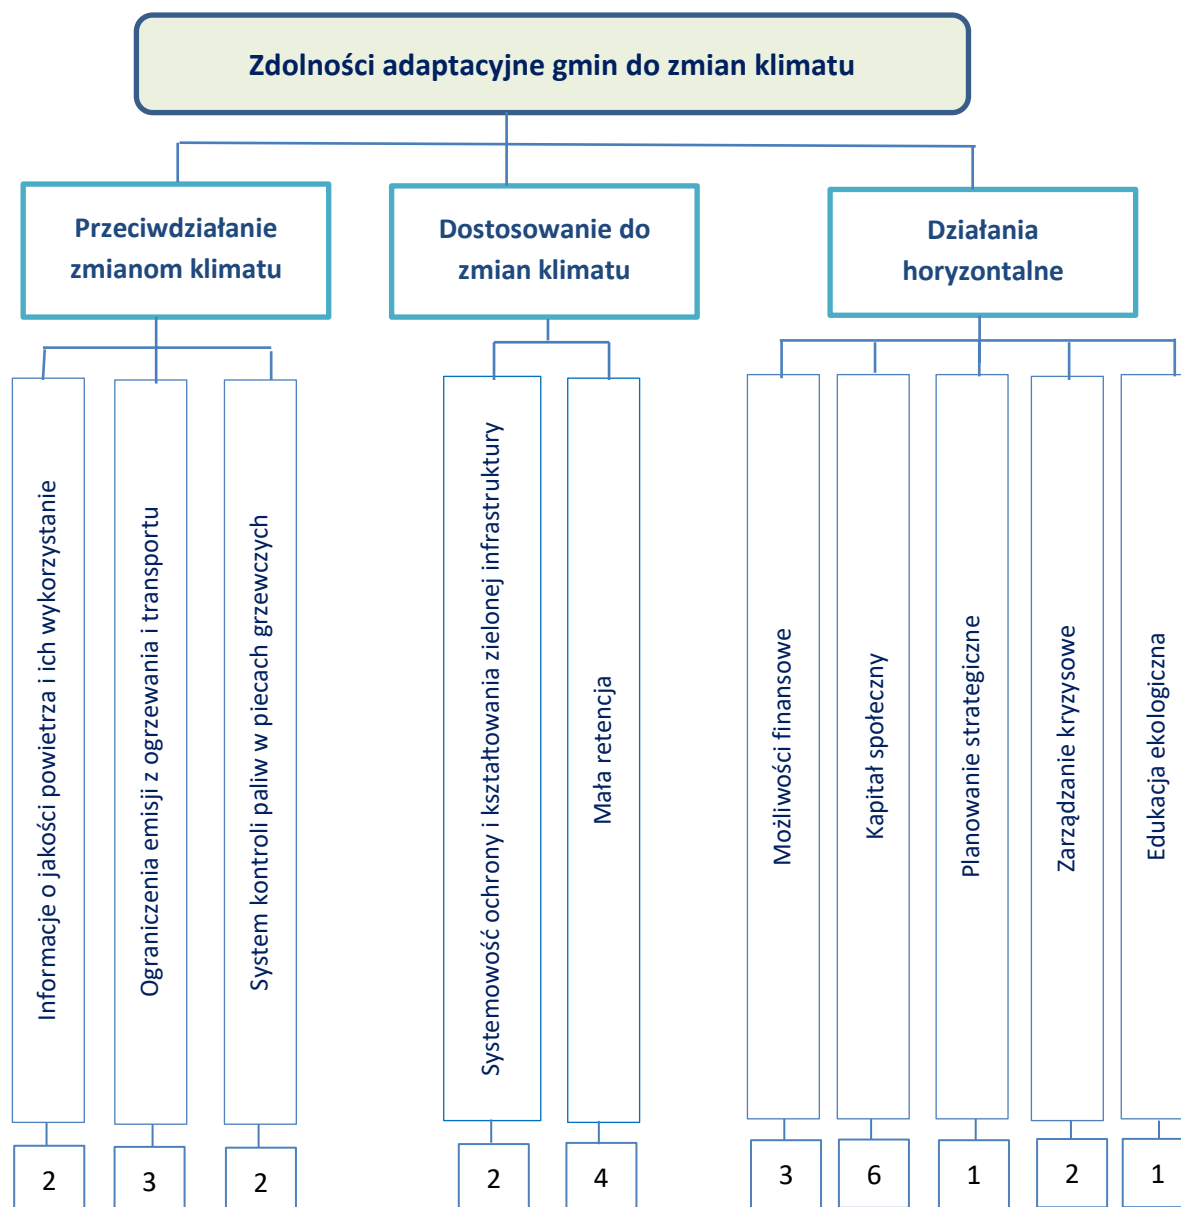 Zdolności adaptacyjne gmin do zmian klimatu
Przeciwdziałanie
zmianom klimatu
Dostosowanie do
zmian klimatu
Działania
horyzontalne
Informacje o jakości powietrza i ich wykorzystanie
Ograniczenia emisji z ogrzewania i transportu
System kontroli paliw w piecach grzewczych
Systemowość ochrony i kształtowania zielonej infrastruktury
Mała retencja
Możliwości finansowe
Kapitał społeczny
Planowanie strategiczne
Zarządzanie kryzysowe
Edukacja ekologiczna
2
3
2
2
4
3
6
1
2
1